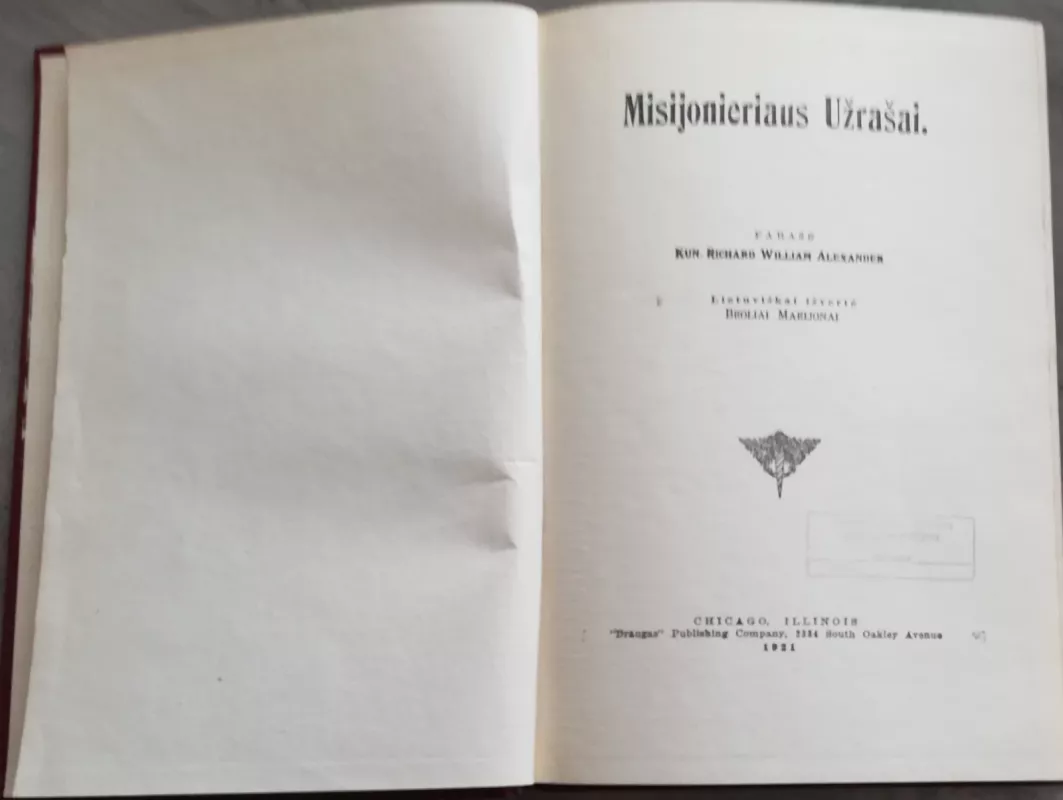 Misijonieriaus Užrašai.
PARAŠĖ
KUN. RICHARD WILLIAM ALEXANDER
Lietuviškai išvertė
BROLIAI MARIJONAI
CHICAGO, ILLINOIS
"Draugas" Publishing Company, 2334 South Oakley Avenue
1921